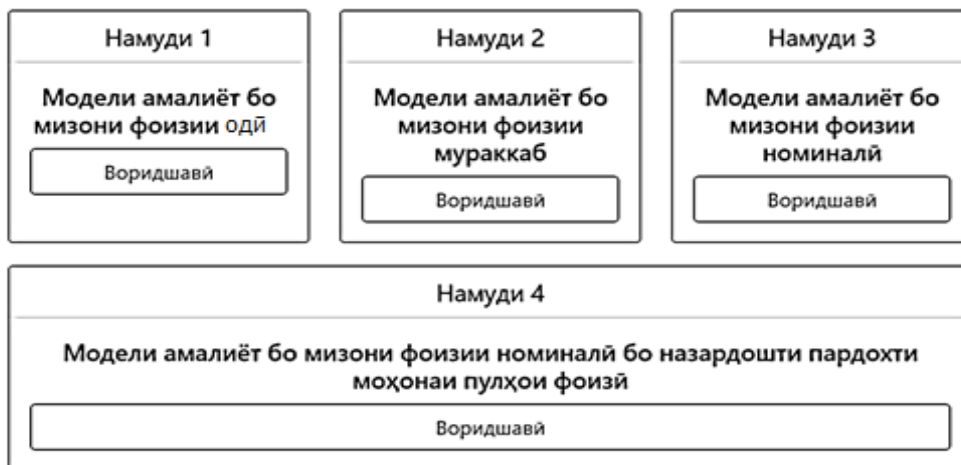 Намуди 1
Модели амалиёт бо
мизони фоизии одӣ
Воридшавӣ
Намуди 2
Модели амалиёт бо
мизони фоизии
мураккаб
Воридшавӣ
Намуди 3
Модели амалиёт бо
мизони фоизии
номиналӣ
Воридшавӣ
Намуди 4
Модели амалиёт бо мизони фоизии номиналӣ бо назардошти пардохти
моҳонаи пулҳои фоизӣ
Воридшавӣ